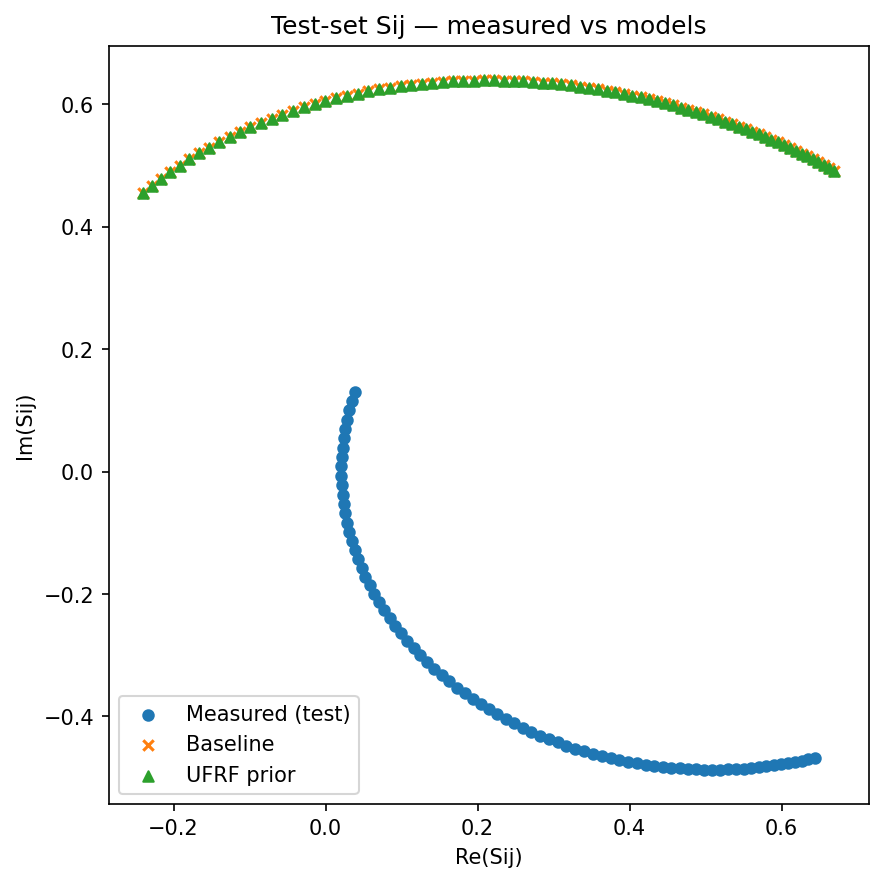 Test-set Sij — measured vs models
0.6
0.4
0.2
0.0
−0.2
−0.4
Im(Sij)
−0.2
0.0
0.2
0.4
0.6
Re(Sij)
Measured (test)
Baseline
UFRF prior